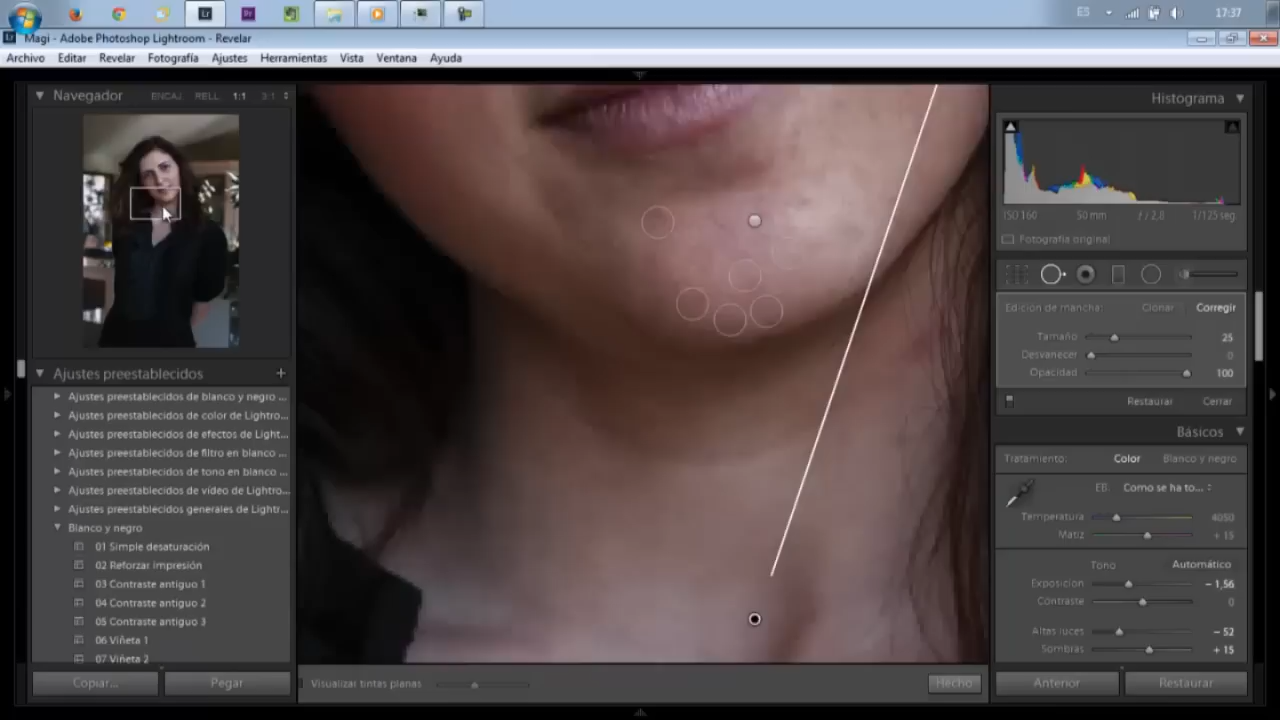 ES 17:37
Magi - Adobe Photoshop Lightroom - Revelar
Archivo Editar Revelar Fotografía Ajustes Herramientas Vista Ventana Ayuda
Navegador ENCAJ RELL 1:1 3:1
Histograma
ISO 160 50 mm f / 2,8 1/125 seg.
Fotografía original
Edición de mancha: Clonar Corregir
Tamaño 25
Desvanecer 0
Opacidad 100
Restaurar Cerrar
Ajustes preestablecidos +
Ajustes preestablecidos de blanco y negro ...
Ajustes preestablecidos de color de Lightro...
Ajustes preestablecidos de efectos de Light...
Ajustes preestablecidos de filtro en blanco ...
Ajustes preestablecidos de tono en blanco ...
Ajustes preestablecidos de vídeo de Lightro...
Ajustes preestablecidos generales de Lightr...
Blanco y negro
01 Simple desaturación
02 Reforzar impresión
03 Contraste antiguo 1
04 Contraste antiguo 2
05 Contraste antiguo 3
06 Viñeta 1
07 Viñeta 2
Básicos
Tratamiento: Color Blanco y negro
EB: Como se ha to...
Temperatura 4050
Matiz + 15
Tono Automático
Exposicion – 1,56
Contraste 0
Altas luces – 52
Sombras + 15
Copiar... Pegar
Visualizar tintas planas Hecho
Anterior Restaurar